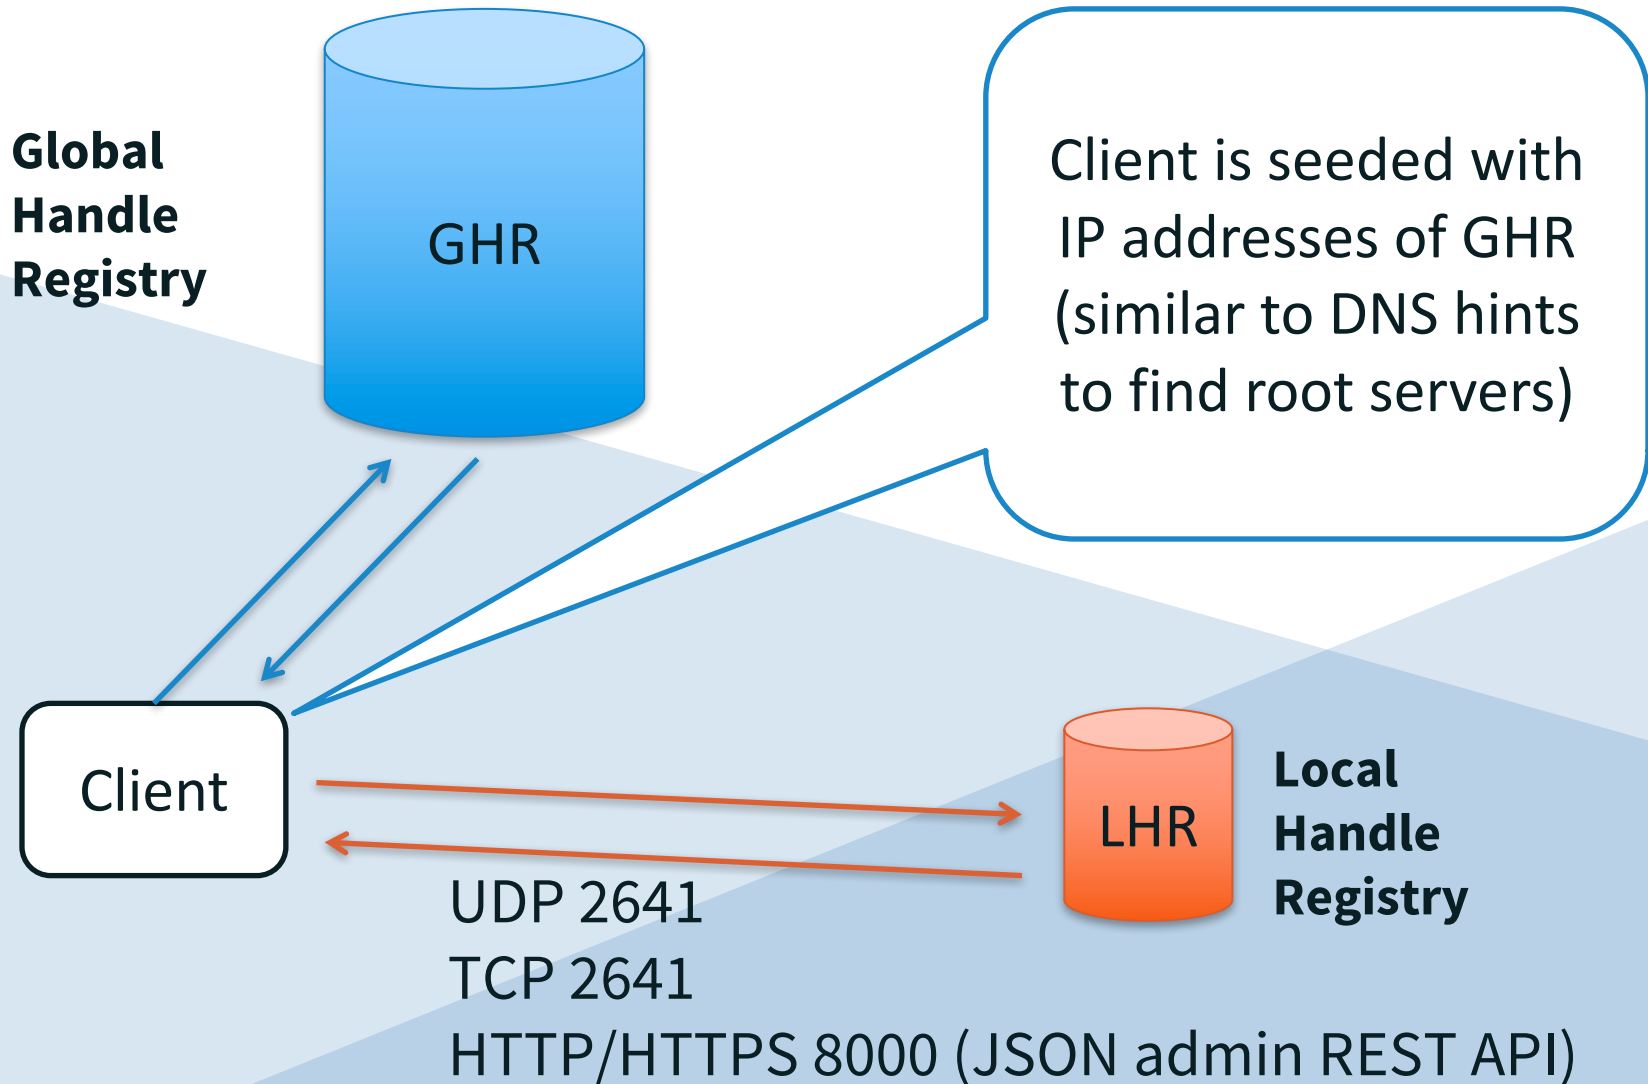 Global
Handle
Registry
GHR
Client is seeded with
IP addresses of GHR
(similar to DNS hints
to find root servers)
Client
LHR
Local
Handle
Registry
UDP 2641
TCP 2641
HTTP/HTTPS 8000 (JSON admin REST API)